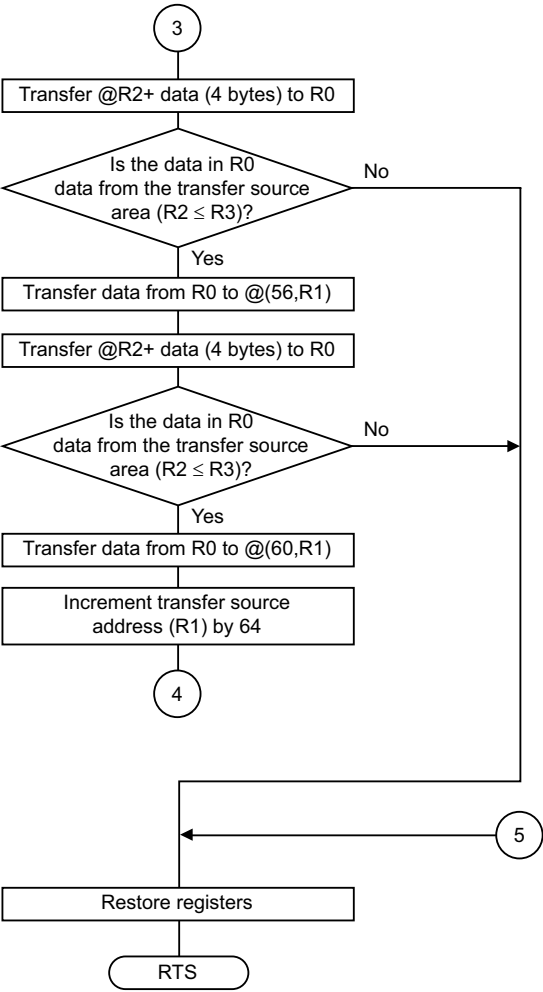 3
Transfer @R2+ data (4 bytes) to R0
Is the data in R0
data from the transfer source
area (R2 ≤ R3)?
No
Yes
Transfer data from R0 to @(56,R1)
Transfer @R2+ data (4 bytes) to R0
Is the data in R0
data from the transfer source
area (R2 ≤ R3)?
No
Yes
Transfer data from R0 to @(60,R1)
Increment transfer source
address (R1) by 64
4
5
Restore registers
RTS